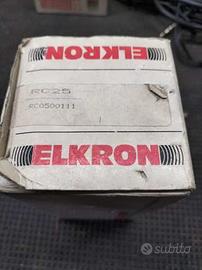 ELKRON
RC25
RC0500111
ELKRON
subito